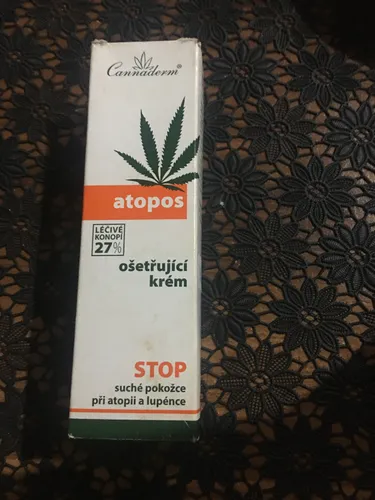 Cannaderm®
atopos
LÉČIVÉ
KONOPÍ
27%
ošetřující
krém
STOP
suché pokožce
při atopii a lupénce